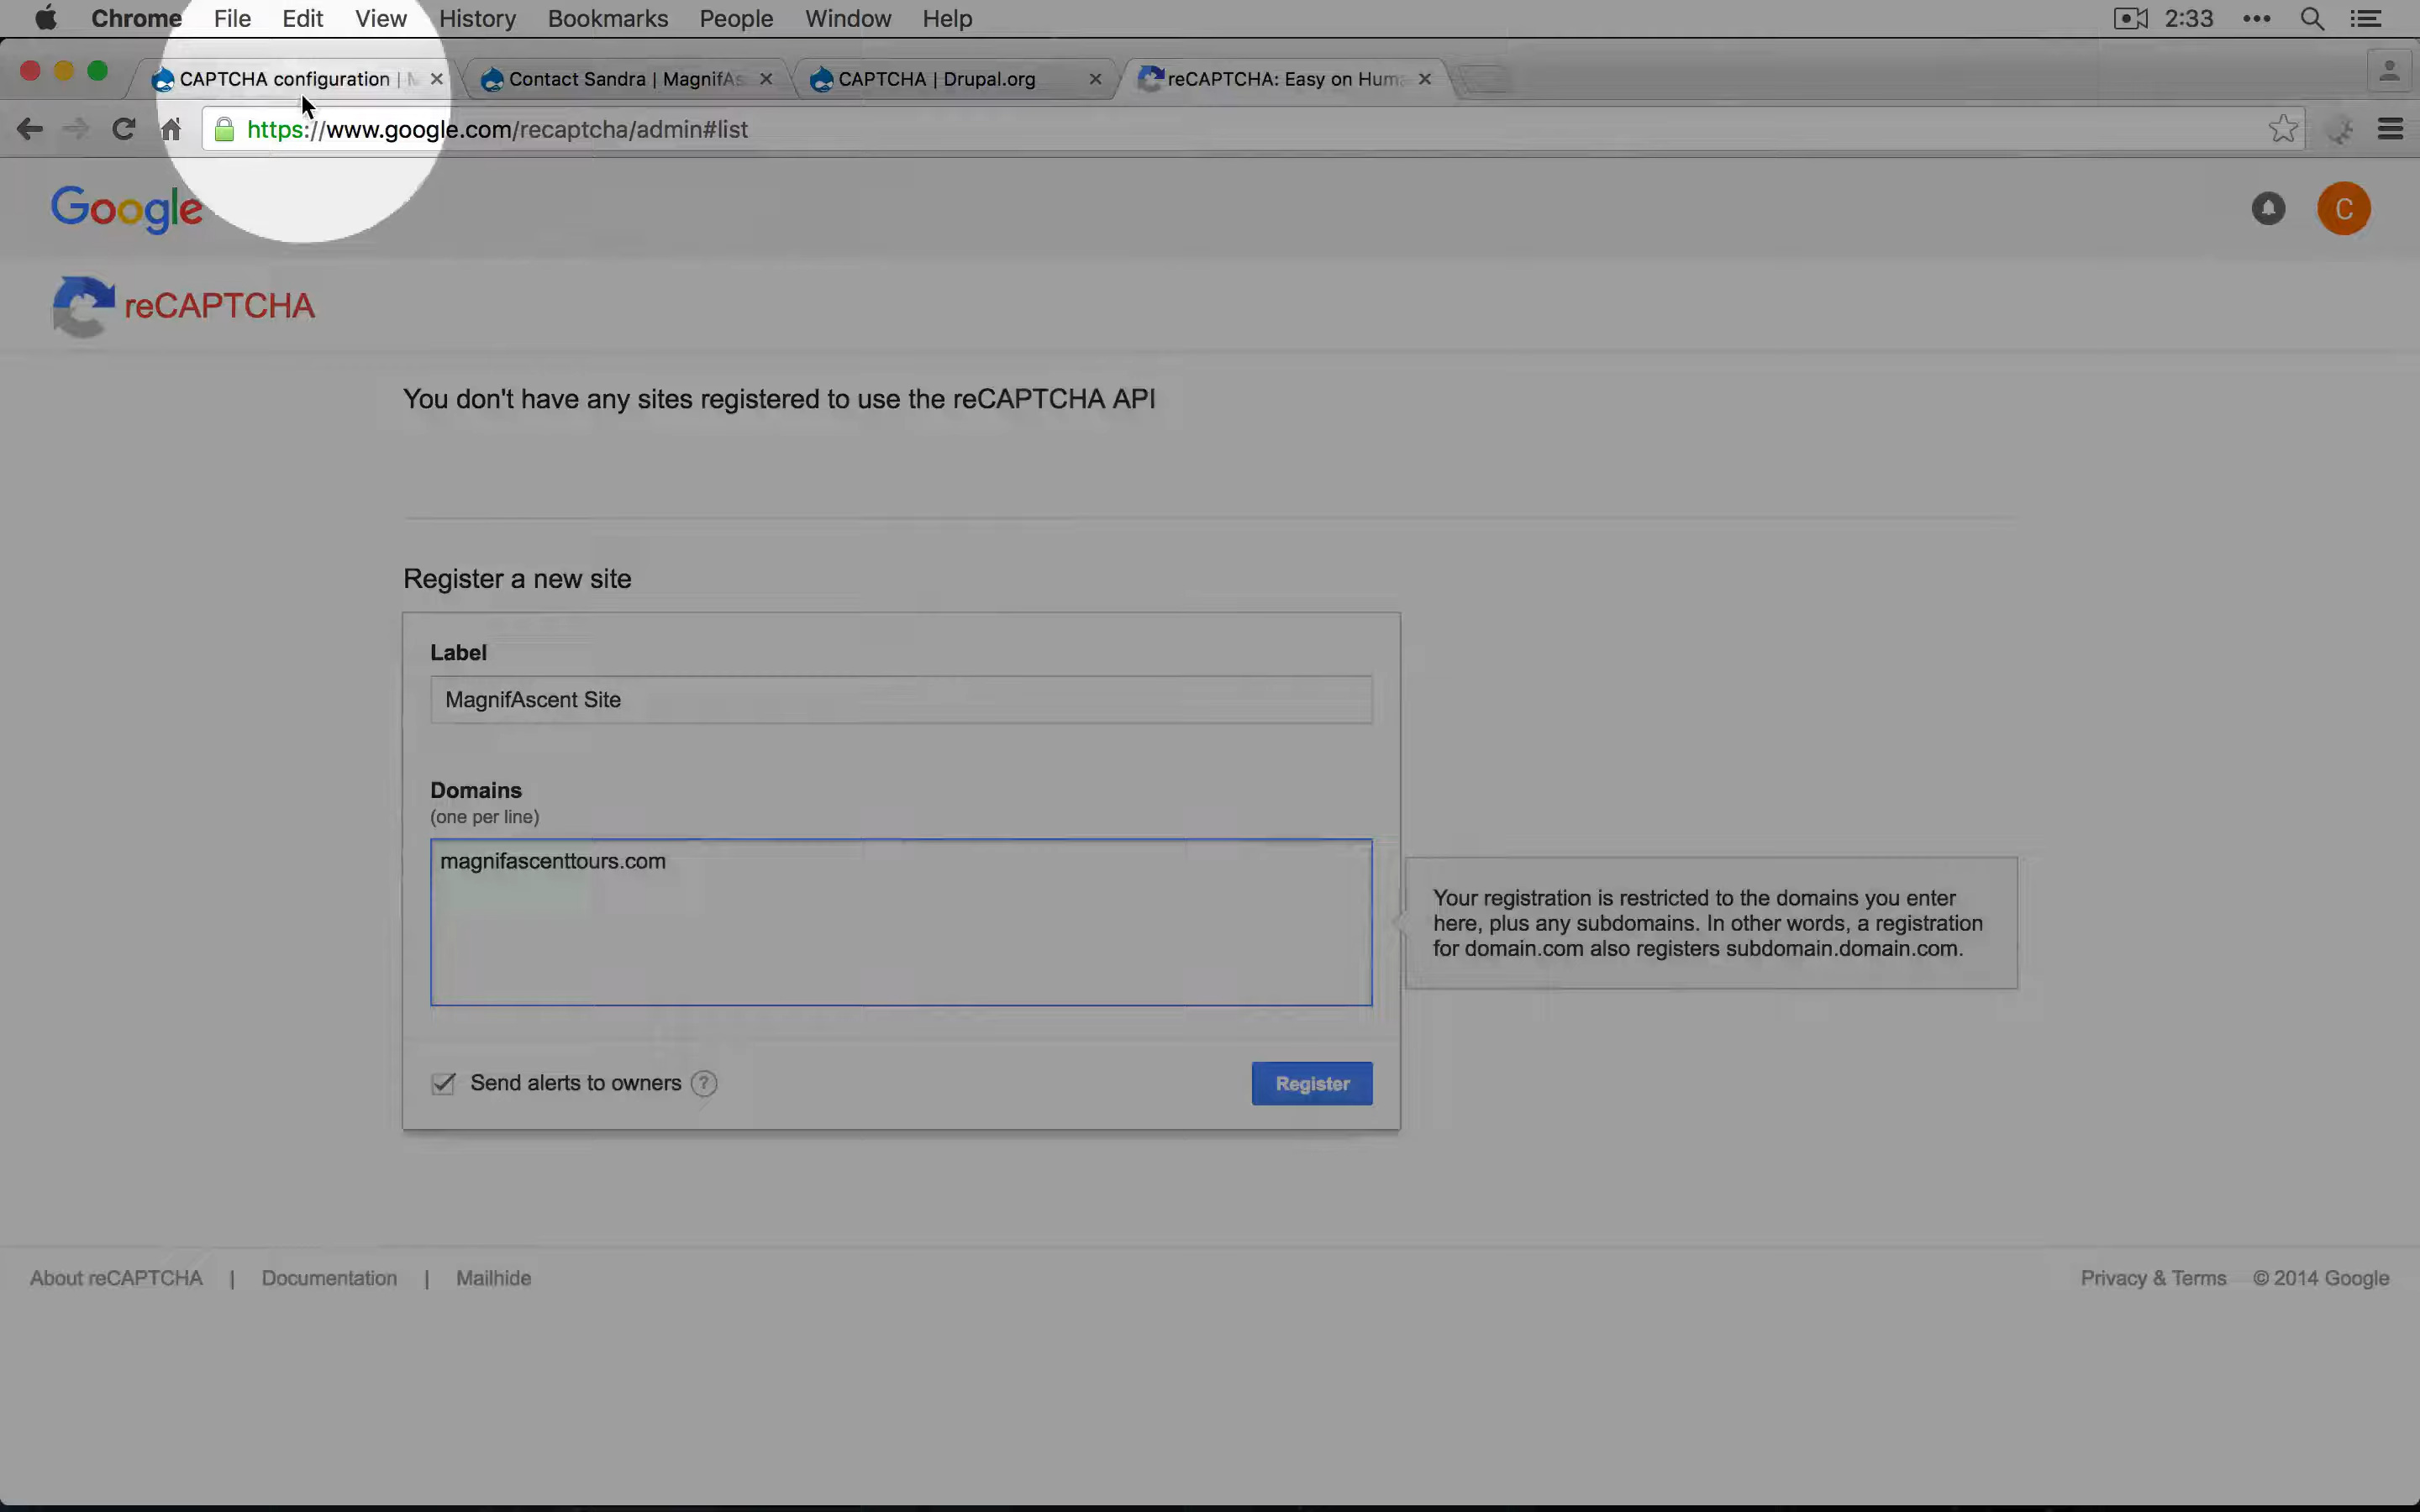 Chrome File Edit View History Bookmarks People Window Help 2:33
CAPTCHA configuration | Contact Sandra | MagnifAs CAPTCHA | Drupal.org reCAPTCHA: Easy on Huma
https://www.google.com/recaptcha/admin#list
Google
C
reCAPTCHA
You don't have any sites registered to use the reCAPTCHA API
Register a new site
Label
MagnifAscent Site
Domains
(one per line)
magnifascenttours.com
Your registration is restricted to the domains you enter
here, plus any subdomains. In other words, a registration
for domain.com also registers subdomain.domain.com.
Send alerts to owners ?
Register
About reCAPTCHA | Documentation | Mailhide
Privacy & Terms © 2014 Google